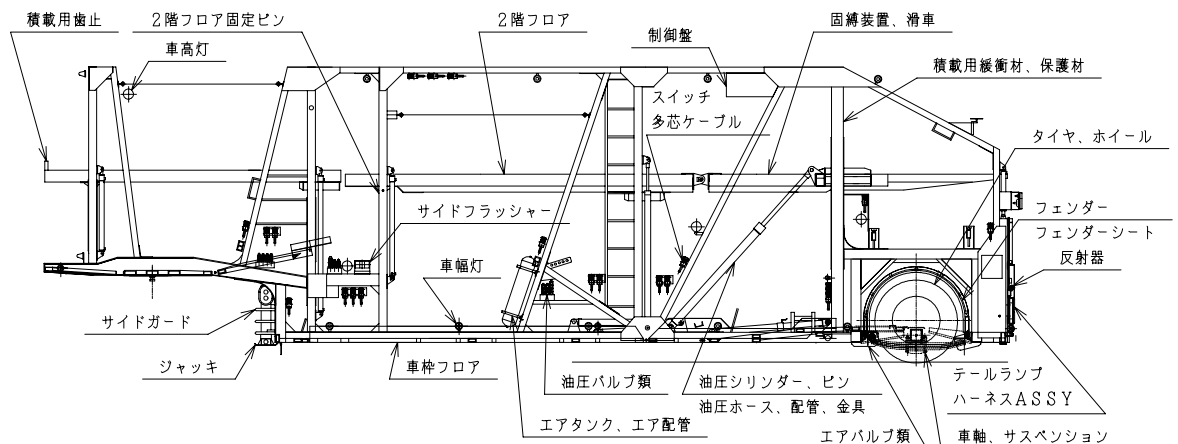 積載用歯止
２階フロア固定ピン
２階フロア
固縛装置、滑車
車高灯
制御盤
積載用緩衝材、保護材
スイッチ
多芯ケーブル
タイヤ、ホイール
サイドフラッシャー
フェンダー
フェンダーシート
車幅灯
反射器
サイドガード
ジャッキ
車枠フロア
油圧バルブ類
油圧シリンダー、ピン
油圧ホース、配管、金具
テールランプ
ハーネスＡＳＳＹ
エアタンク、エア配管
エアバルブ類
車軸、サスペンション